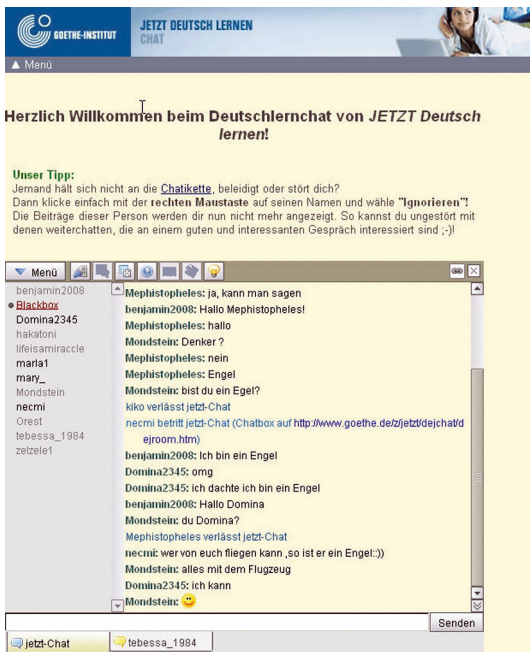 GOETHE-INSTITUT
JETZT DEUTSCH LERNEN
CHAT
▲ Menü
Herzlich Willkommen beim Deutschlernchat von JETZT Deutsch
lernen!
Unser Tipp:
Jemand hält sich nicht an die Chatikette, beleidigt oder stört dich?
Dann klicke einfach mit der rechten Maustaste auf seinen Namen und wähle "Ignorieren"!
Die Beiträge dieser Person werden dir nun nicht mehr angezeigt. So kannst du ungestört mit
denen weiterchatten, die an einem guten und interessanten Gespräch interessiert sind ;-)!
Menü
benjamin2008
Blackbox
Domina2345
hakatoni
lifeisamiraccle
marla1
mary_
Mondstein
necmi
Orest
tebessa_1984
zelzele1
Mephistopheles: ja, kann man sagen
benjamin2008: Hallo Mephistopheles!
Mephistopheles: hallo
Mondstein: Denker ?
Mephistopheles: nein
Mephistopheles: Engel
Mondstein: bist du ein Egel?
kiko verlässt jetzt-Chat
necmi betritt jetzt-Chat (Chatbox auf http://www.goethe.de/z/jetzt/dejchat/d
ejroom.htm)
benjamin2008: Ich bin ein Engel
Domina2345: omg
Domina2345: ich dachte ich bin ein Engel
benjamin2008: Hallo Domina
Mondstein: du Domina?
Mephistopheles verlässt jetzt-Chat
necmi: wer von euch fliegen kann ,so ist er ein Engel::))
Mondstein: alles mit dem Flugzeug
Domina2345: ich kann
Mondstein: 🙂
Senden
jetzt-Chat
tebessa_1984